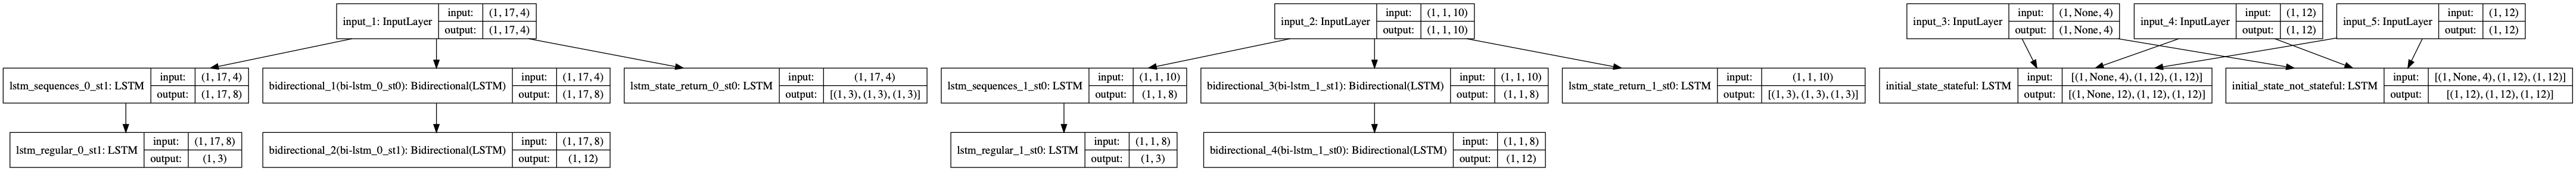 input_1: InputLayer
input: (1, 17, 4)
output: (1, 17, 4)
input_2: InputLayer
input: (1, 1, 10)
output: (1, 1, 10)
input_3: InputLayer
input: (1, None, 4)
output: (1, None, 4)
input_4: InputLayer
input: (1, 12)
output: (1, 12)
input_5: InputLayer
input: (1, 12)
output: (1, 12)
lstm_sequences_0_st1: LSTM
input: (1, 17, 4)
output: (1, 17, 8)
bidirectional_1(bi-lstm_0_st0): Bidirectional(LSTM)
input: (1, 17, 4)
output: (1, 17, 8)
lstm_state_return_0_st0: LSTM
input: (1, 17, 4)
output: [(1, 3), (1, 3), (1, 3)]
lstm_sequences_1_st0: LSTM
input: (1, 1, 10)
output: (1, 1, 8)
bidirectional_3(bi-lstm_1_st1): Bidirectional(LSTM)
input: (1, 1, 10)
output: (1, 1, 8)
lstm_state_return_1_st0: LSTM
input: (1, 1, 10)
output: [(1, 3), (1, 3), (1, 3)]
initial_state_stateful: LSTM
input: [(1, None, 4), (1, 12), (1, 12)]
output: [(1, None, 12), (1, 12), (1, 12)]
initial_state_not_stateful: LSTM
input: [(1, None, 4), (1, 12), (1, 12)]
output: [(1, 12), (1, 12), (1, 12)]
lstm_regular_0_st1: LSTM
input: (1, 17, 8)
output: (1, 3)
bidirectional_2(bi-lstm_0_st1): Bidirectional(LSTM)
input: (1, 17, 8)
output: (1, 12)
lstm_regular_1_st0: LSTM
input: (1, 1, 8)
output: (1, 3)
bidirectional_4(bi-lstm_1_st0): Bidirectional(LSTM)
input: (1, 1, 8)
output: (1, 12)